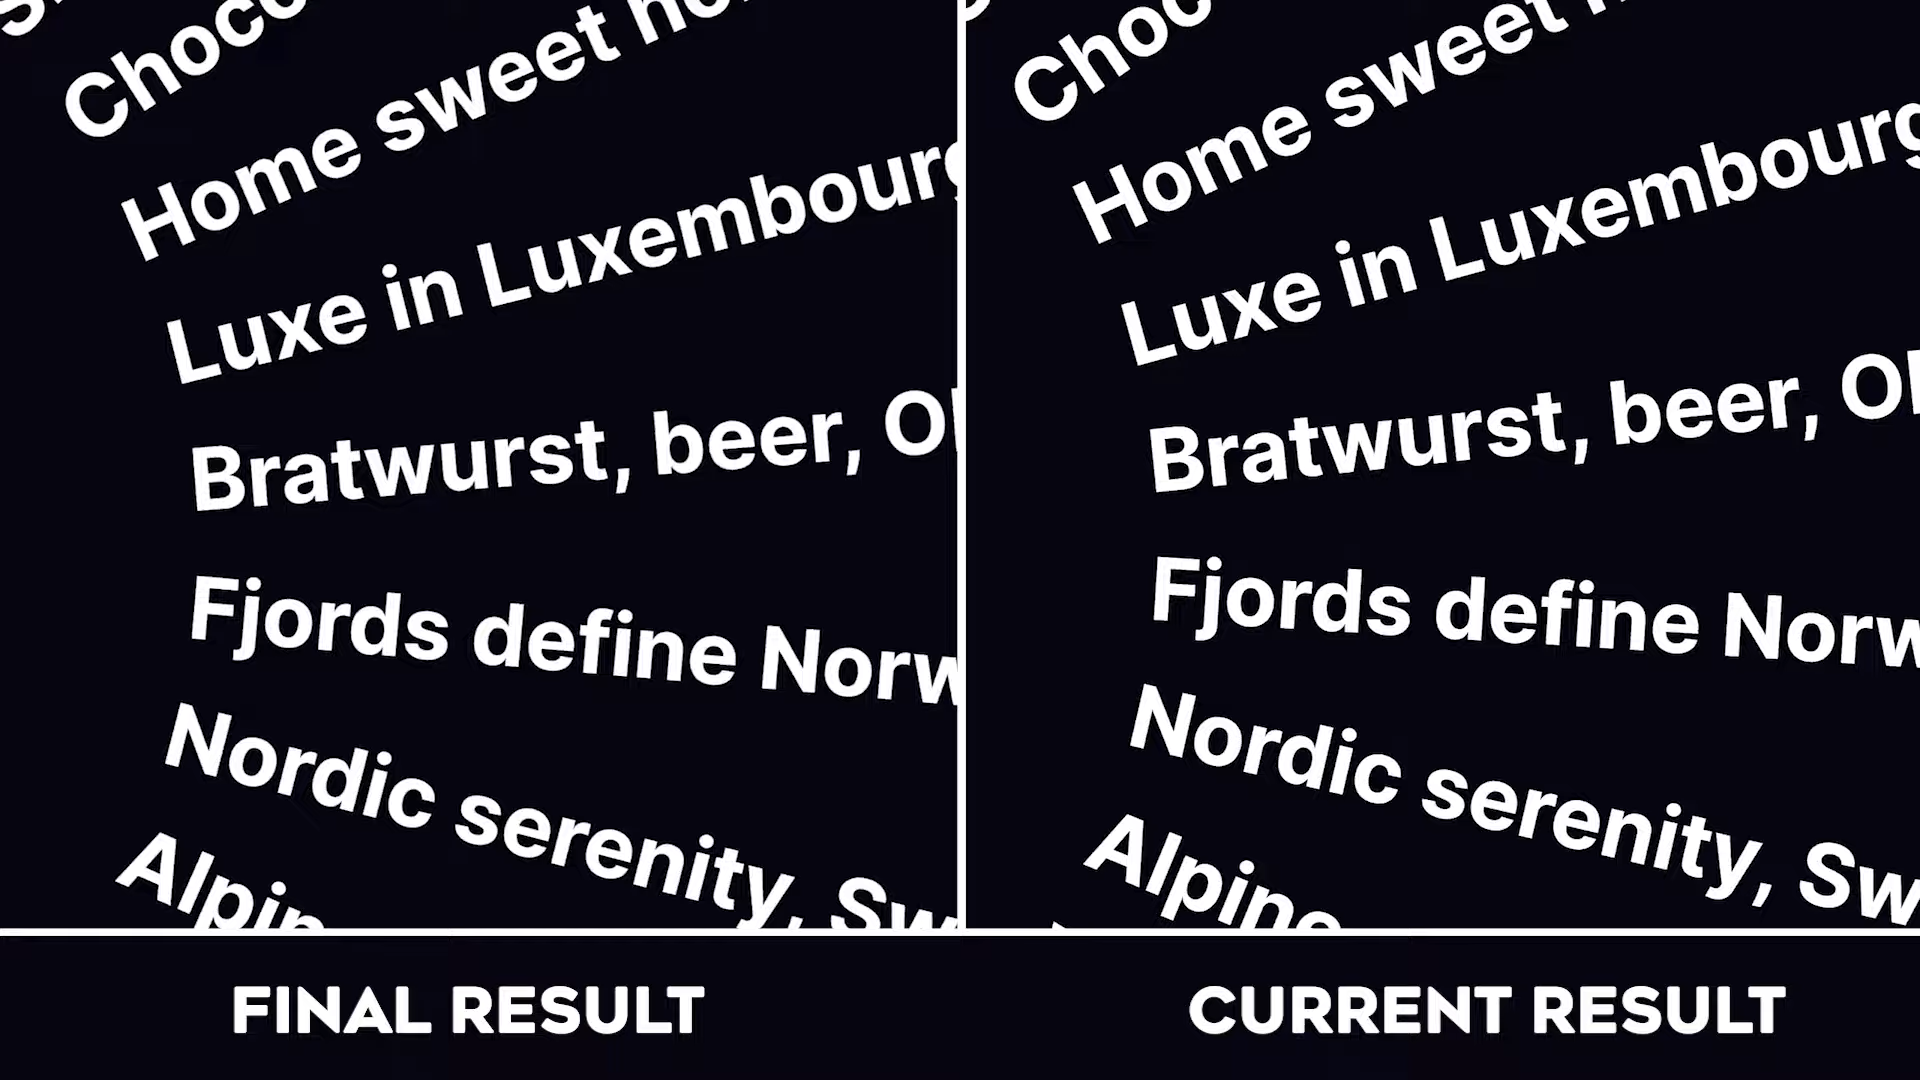 Choco
Home sweet ho
Luxe in Luxembourg
Bratwurst, beer, O
Fjords define Norw
Nordic serenity, Sw
Alpin
FINAL RESULT
Choc
Home sweet
Luxe in Luxembourg
Bratwurst, beer, O
Fjords define Norw
Nordic serenity, Sw
Alpine
CURRENT RESULT